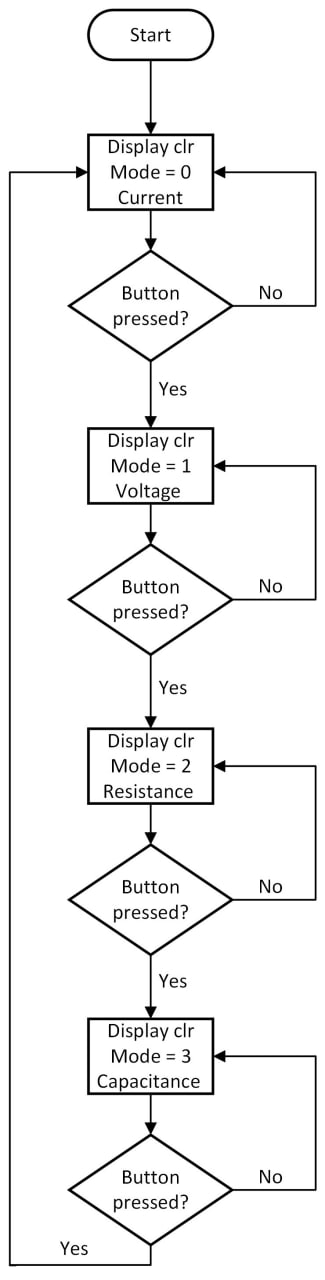 Start
Display clr
Mode = 0
Current
Button
pressed?
No
Yes
Display clr
Mode = 1
Voltage
Button
pressed?
No
Yes
Display clr
Mode = 2
Resistance
Button
pressed?
No
Yes
Display clr
Mode = 3
Capacitance
Button
pressed?
No
Yes